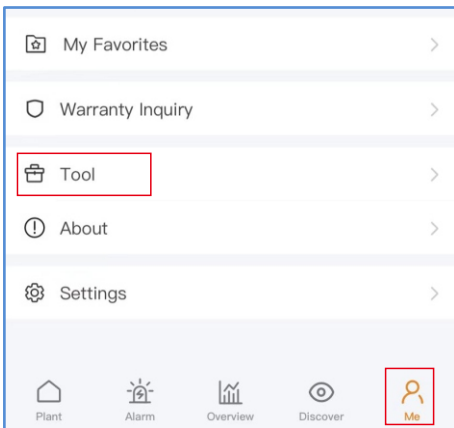 My Favorites
Warranty Inquiry
Tool
About
Settings
Plant Alarm Overview Discover Me